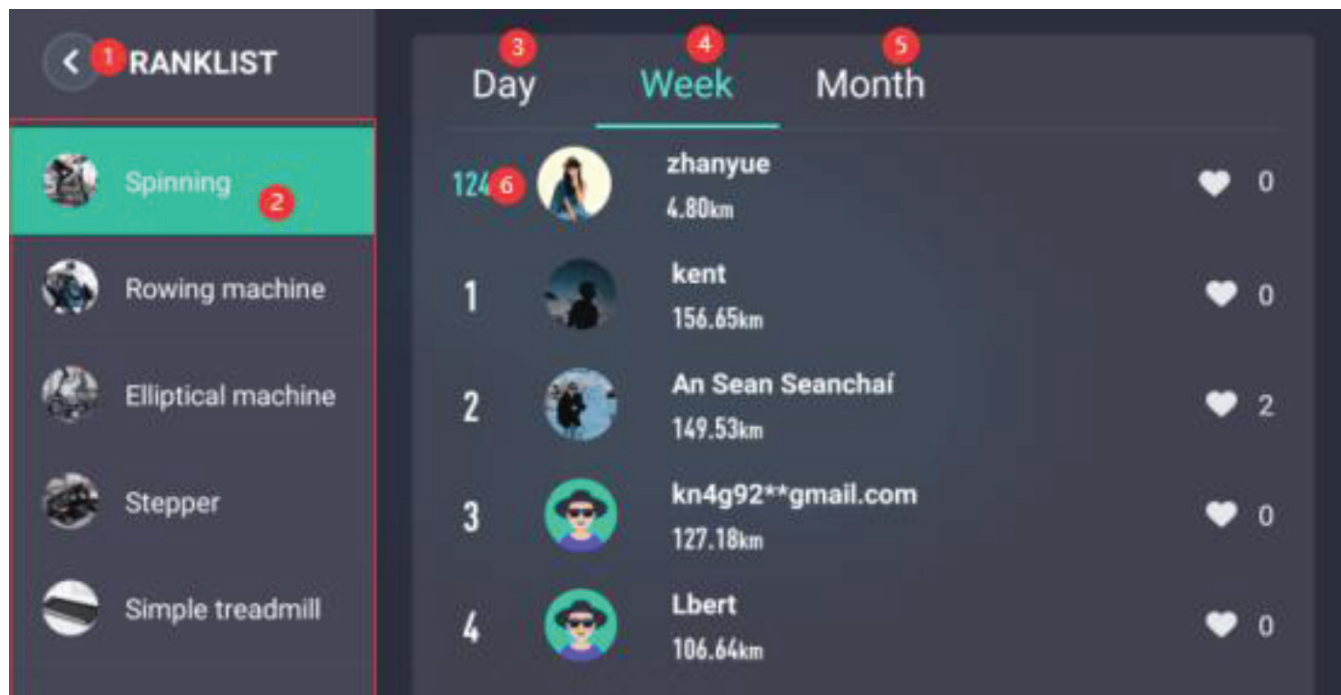 1 RANKLIST
2 Spinning
Rowing machine
Elliptical machine
Stepper
Simple treadmill
3 4 5
Day Week Month
124 6 zhanyue 0
4.80km
1 kent 0
156.65km
2 An Sean Seanchaí 2
149.53km
3 kn4g92**gmail.com 0
127.18km
4 Lbert 0
106.64km